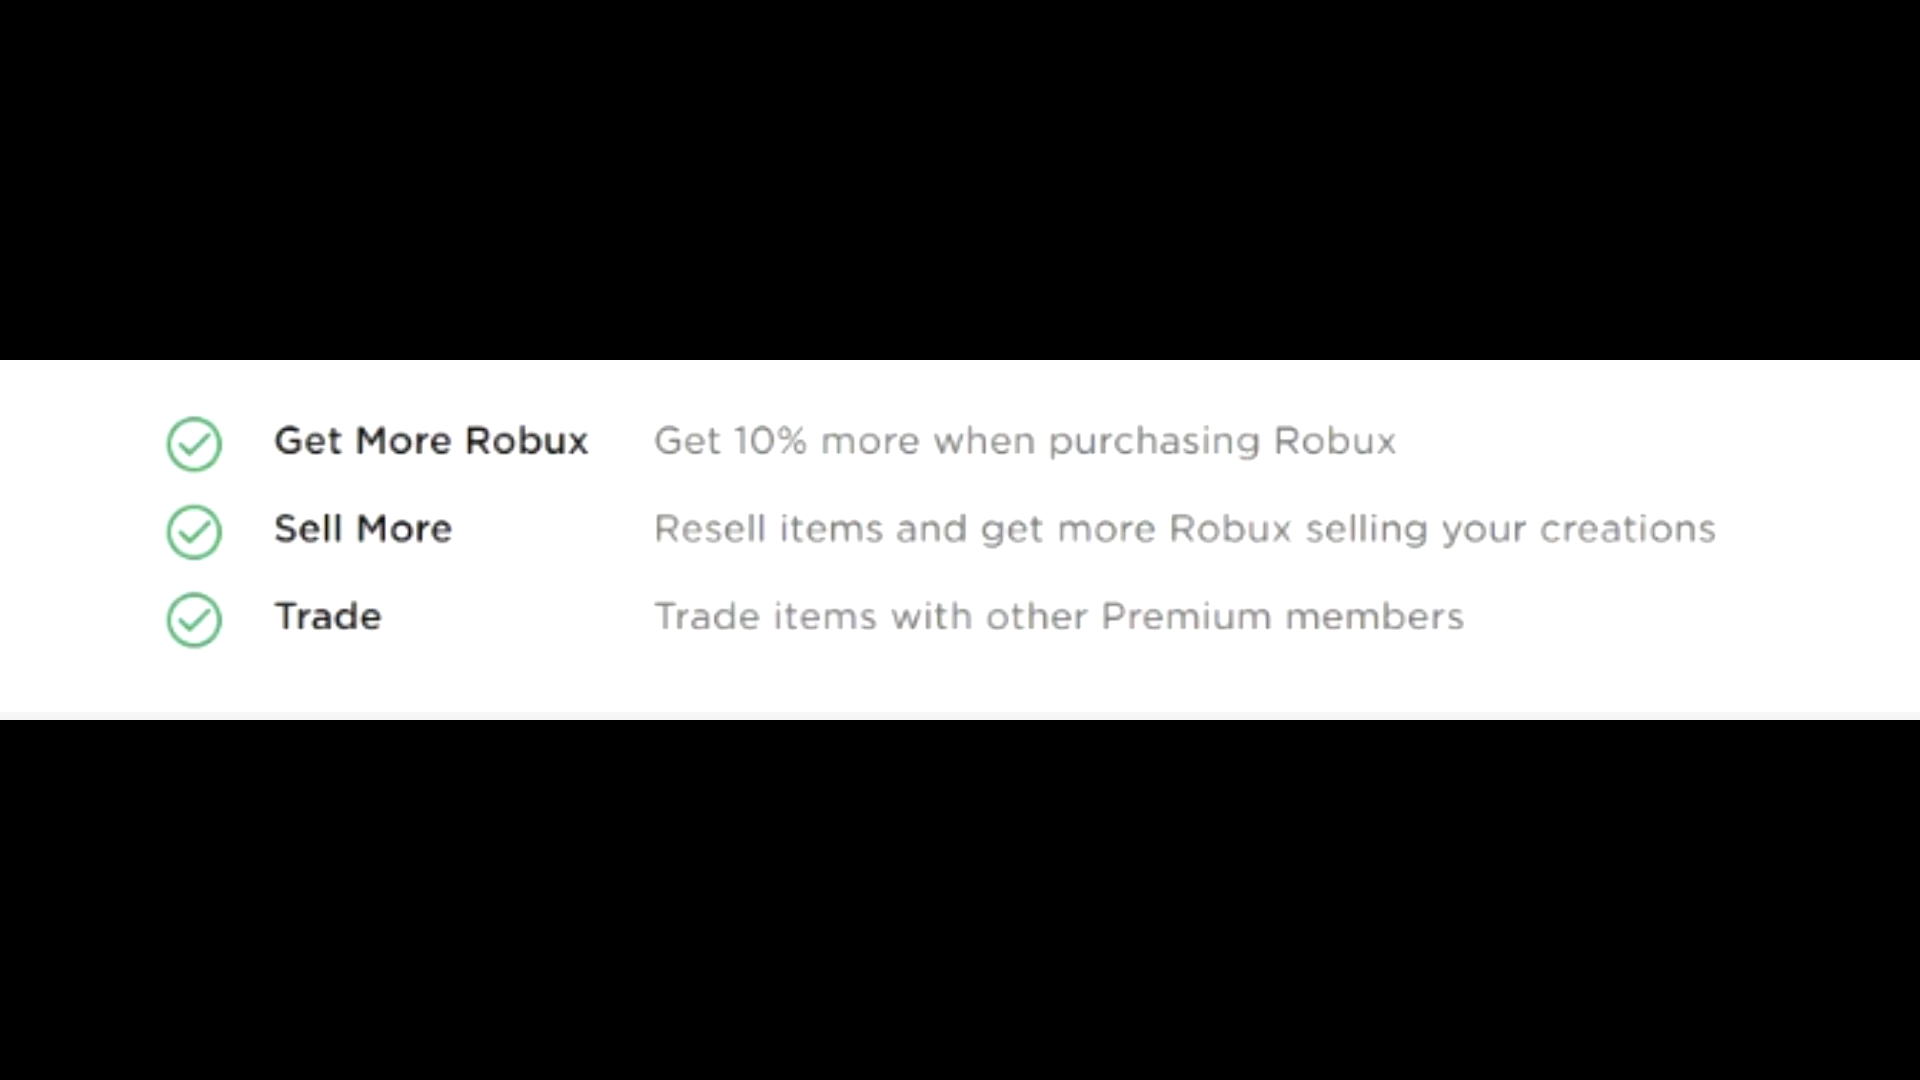 Get More Robux Get 10% more when purchasing Robux
Sell More Resell items and get more Robux selling your creations
Trade Trade items with other Premium members